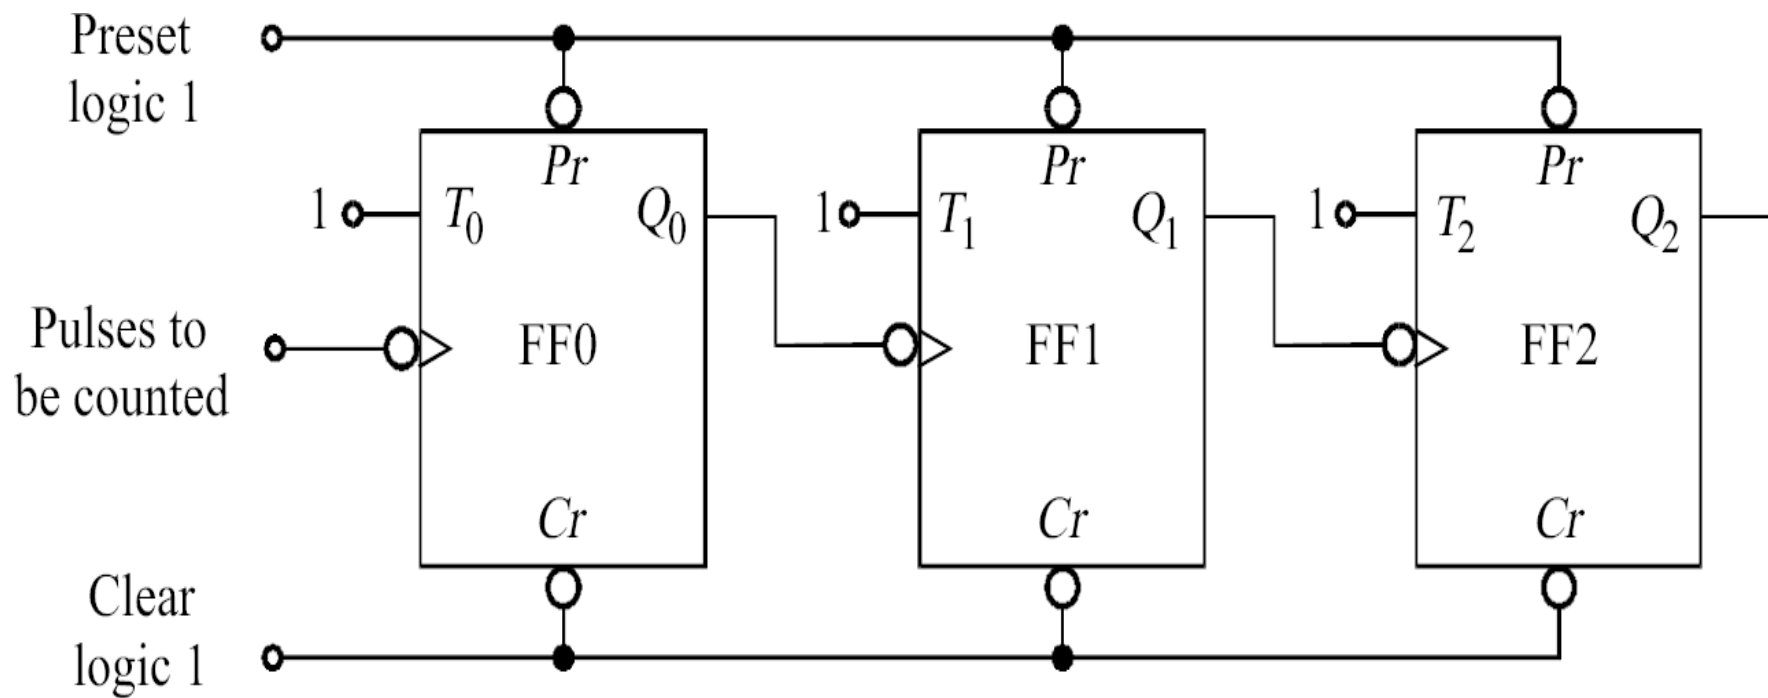 Preset
logic 1
Pr
Pr
Pr
1
T0
Q0
1
T1
Q1
1
T2
Q2
Pulses to
be counted
FF0
FF1
FF2
Cr
Cr
Cr
Clear
logic 1